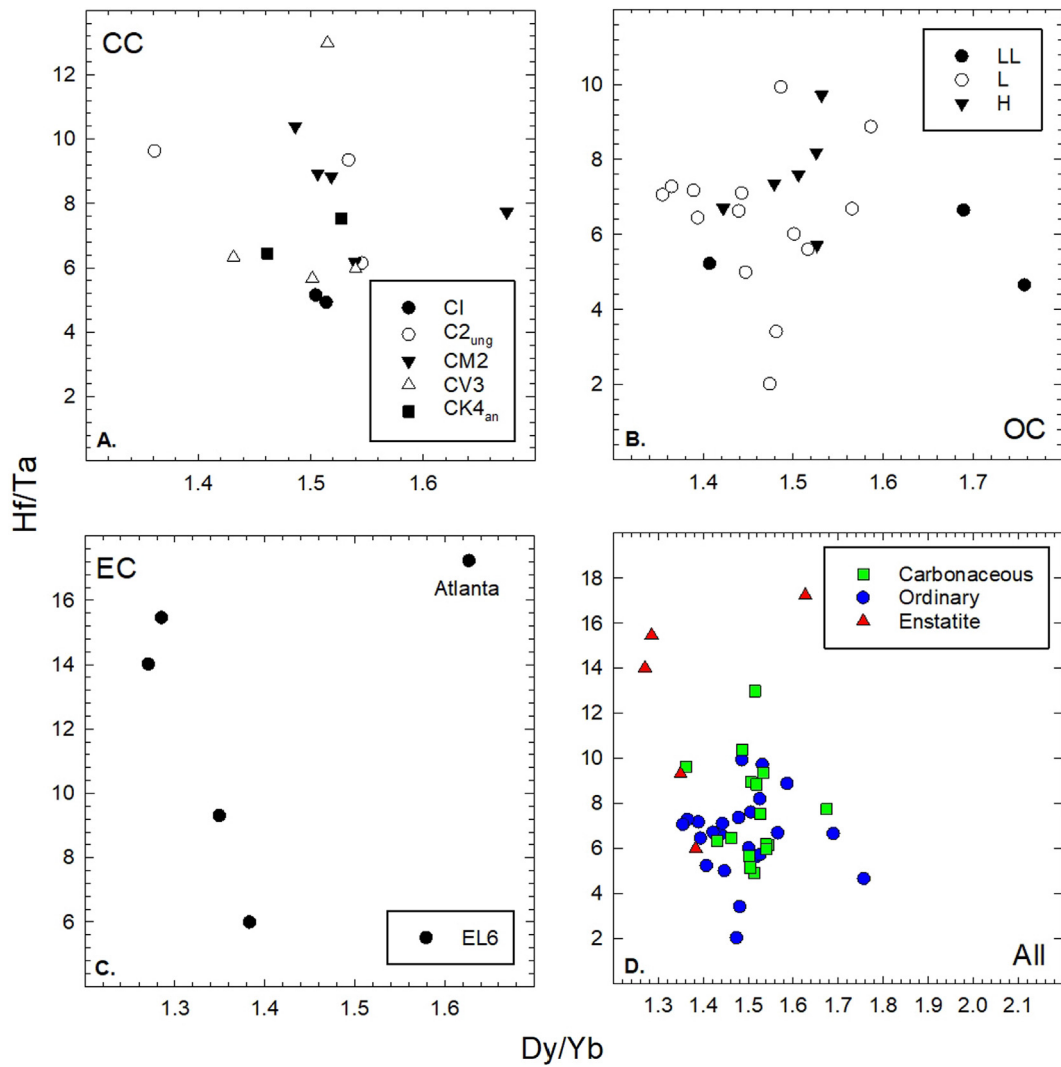 CC
12
10
8
6
4
2
CI
C2ung
CM2
CV3
CK4an
A.
1.4 1.5 1.6
10
8
6
4
2
LL
L
H
B.
OC
1.4 1.5 1.6 1.7
Hf/Ta
EC
16
14
12
10
8
6
Atlanta
EL6
C.
1.3 1.4 1.5 1.6
18
16
14
12
10
8
6
4
2
Carbonaceous
Ordinary
Enstatite
D.
All
1.3 1.4 1.5 1.6 1.7 1.8 1.9 2.0 2.1
Dy/Yb